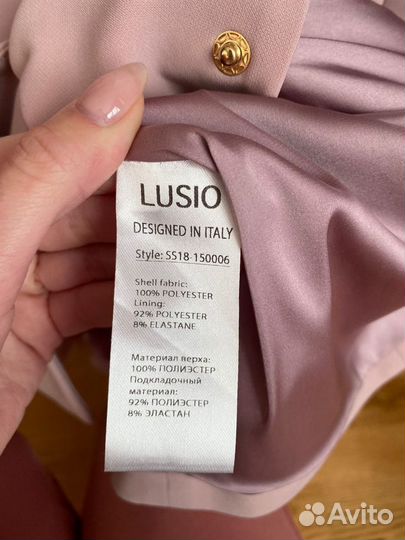 LUSIO
DESIGNED IN ITALY
Style: SS18-150006
Shell fabric:
100% POLYESTER
Lining:
92% POLYESTER
8% ELASTANE
Материал верха:
100% ПОЛИЭСТЕР
Подкладочный
материал:
92% ПОЛИЭСТЕР
8% ЭЛАСТАН
Avito